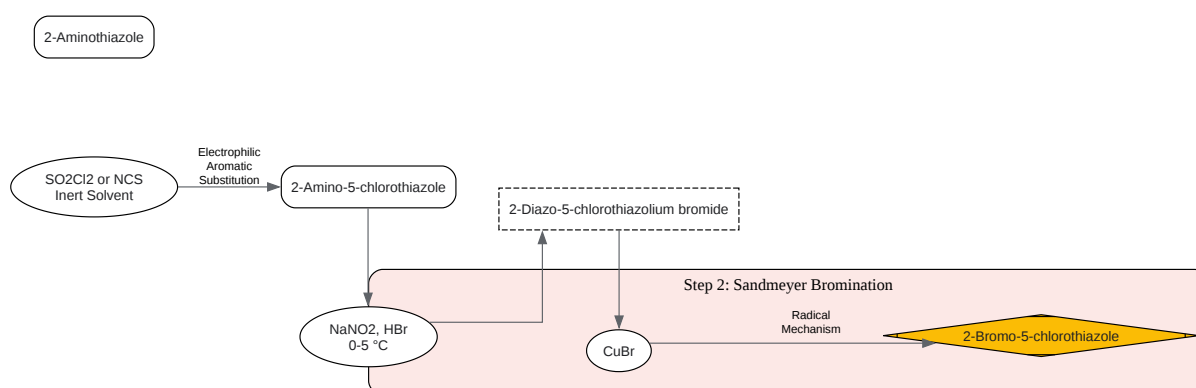 2-Aminothiazole
Electrophilic
Aromatic
Substitution
SO2Cl2 or NCS
Inert Solvent
2-Amino-5-chlorothiazole
2-Diazo-5-chlorothiazolium bromide
Step 2: Sandmeyer Bromination
NaNO2, HBr
0-5 °C
CuBr
Radical
Mechanism
2-Bromo-5-chlorothiazole